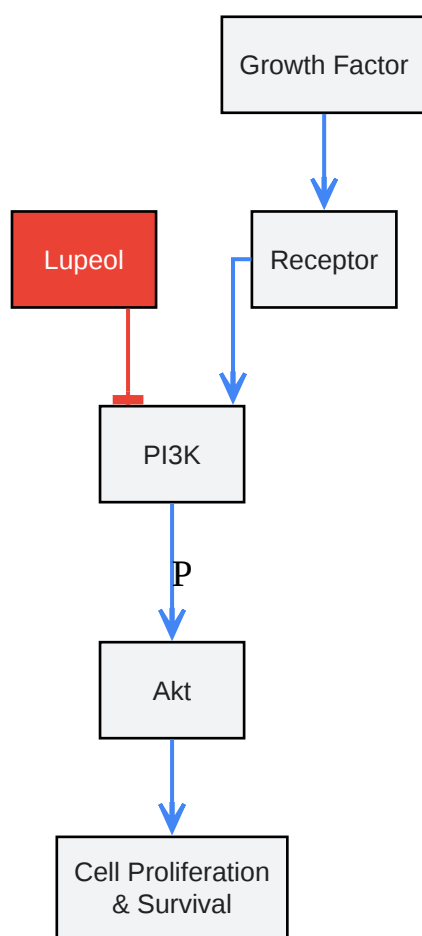 Growth Factor
Lupeol
Receptor
PI3K
P
Akt
Cell Proliferation
& Survival